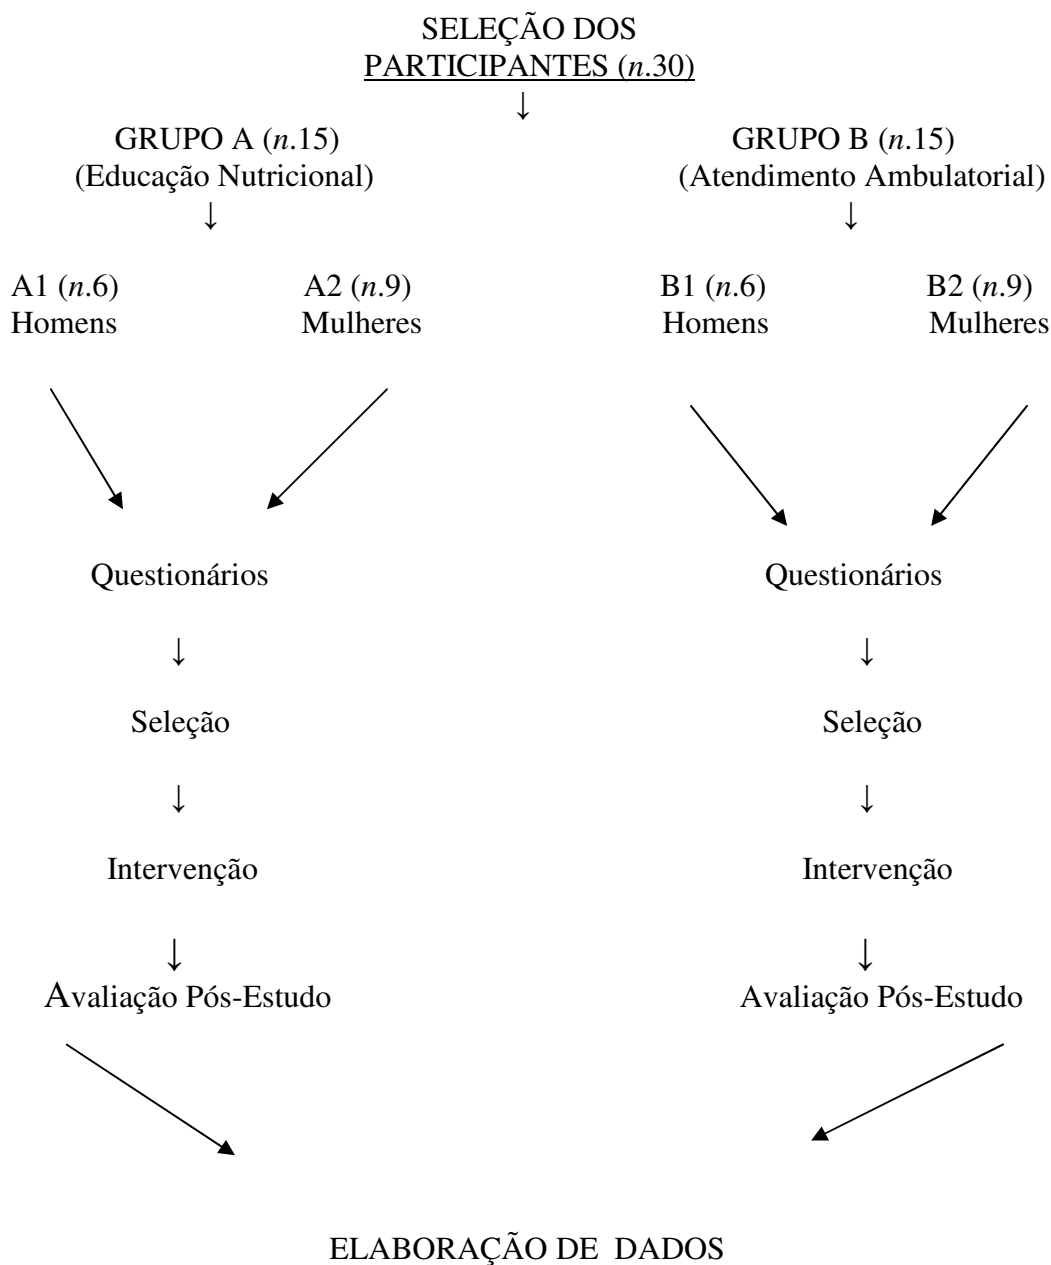 SELEÇÃO DOS
PARTICIPANTES (n.30)
↓
GRUPO A (n.15)
(Educação Nutricional)
↓
GRUPO B (n.15)
(Atendimento Ambulatorial)
↓
A1 (n.6)
Homens
A2 (n.9)
Mulheres
B1 (n.6)
Homens
B2 (n.9)
Mulheres
Questionários
↓
Seleção
↓
Intervenção
↓
Avaliação Pós-Estudo
Questionários
↓
Seleção
↓
Intervenção
↓
Avaliação Pós-Estudo
ELABORAÇÃO DE DADOS